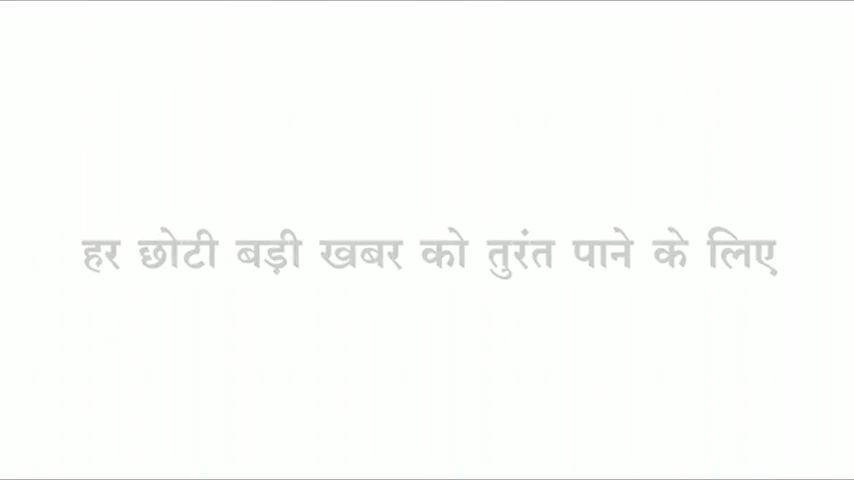 हर छोटी बड़ी खबर को तुरंत पाने के लिए